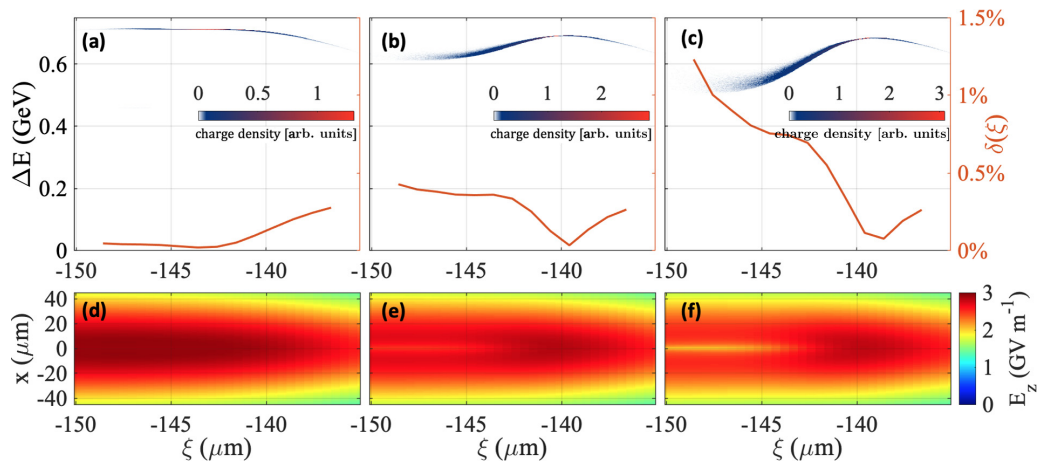 (a)
(b)
(c)
1.5%
1%
0.5%
0%
δ(ξ)
ΔE (GeV)
0.6
0.4
0.2
0
0 0.5 1
charge density [arb. units]
0 1 2
charge density [arb. units]
0 1 2 3
charge density [arb. units]
-150 -145 -140
-150 -145 -140
-150 -145 -140
(d)
(e)
(f)
x (μm)
40
20
0
-20
-40
-150 -145 -140
-150 -145 -140
-150 -145 -140
ξ (μm)
ξ (μm)
ξ (μm)
3
2
1
0
E_z (GV m⁻¹)